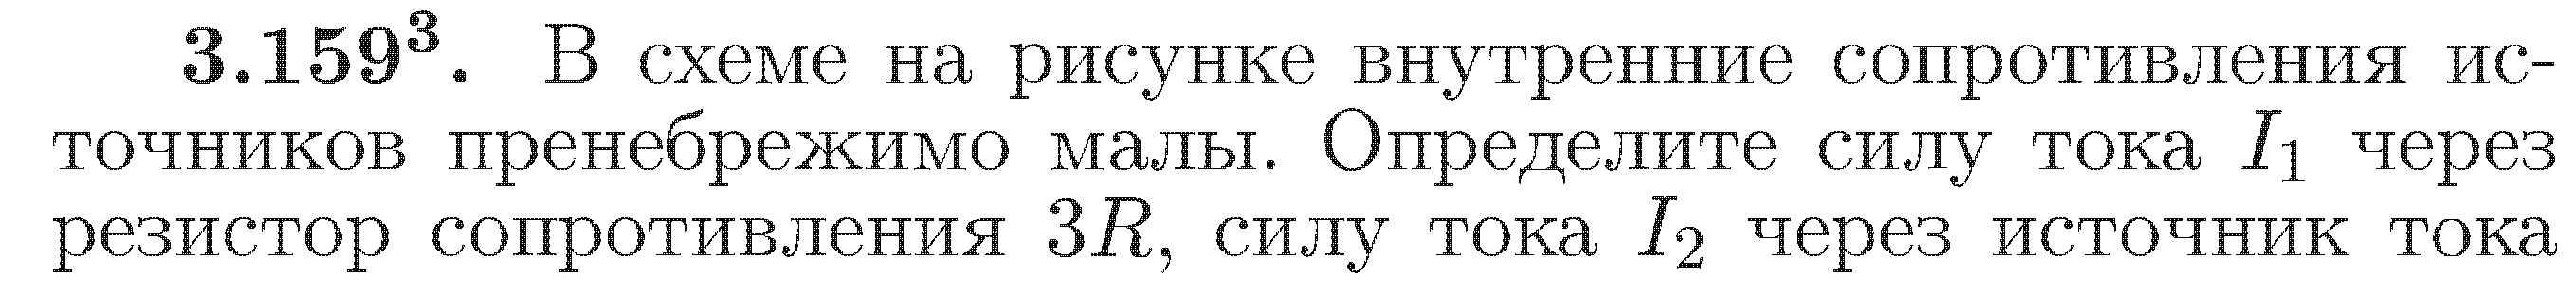 3.159³. В схеме на рисунке внутренние сопротивления ис-
точников пренебрежимо малы. Определите силу тока I₁ через
резистор сопротивления 3R, силу тока I₂ через источник тока